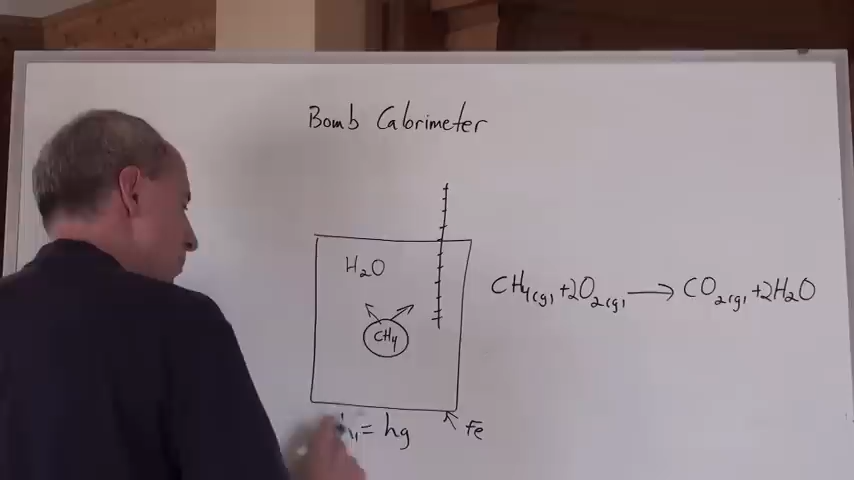 Bomb Calorimeter
H₂O
CH₄
CH₄(g) + 2O₂(g) → CO₂(g) + 2H₂O
= hg
Fe